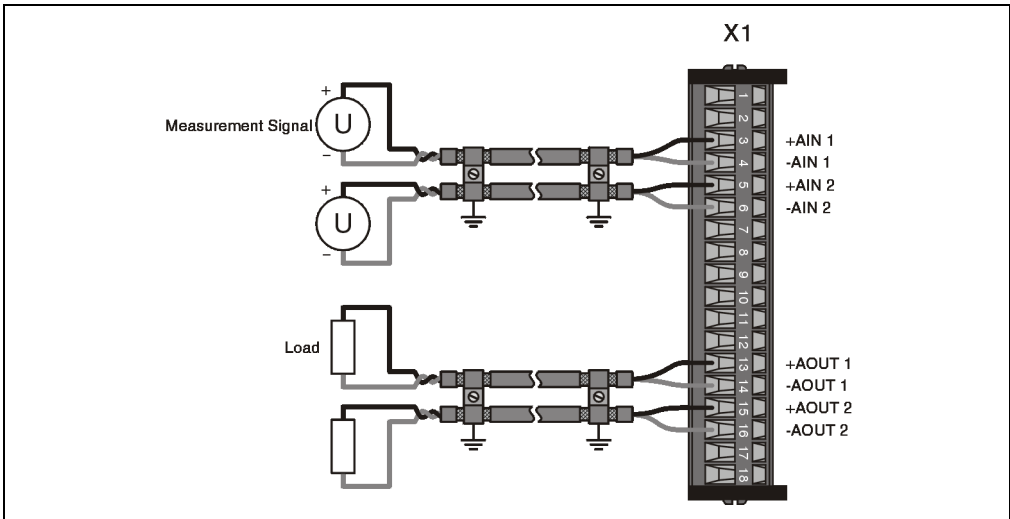 X1
+
U
Measurement Signal
−
+
U
−
1
2
3
4
5
6
7
8
9
10
11
12
13
14
15
16
17
18
+AIN 1
-AIN 1
+AIN 2
-AIN 2
Load
+AOUT 1
-AOUT 1
+AOUT 2
-AOUT 2